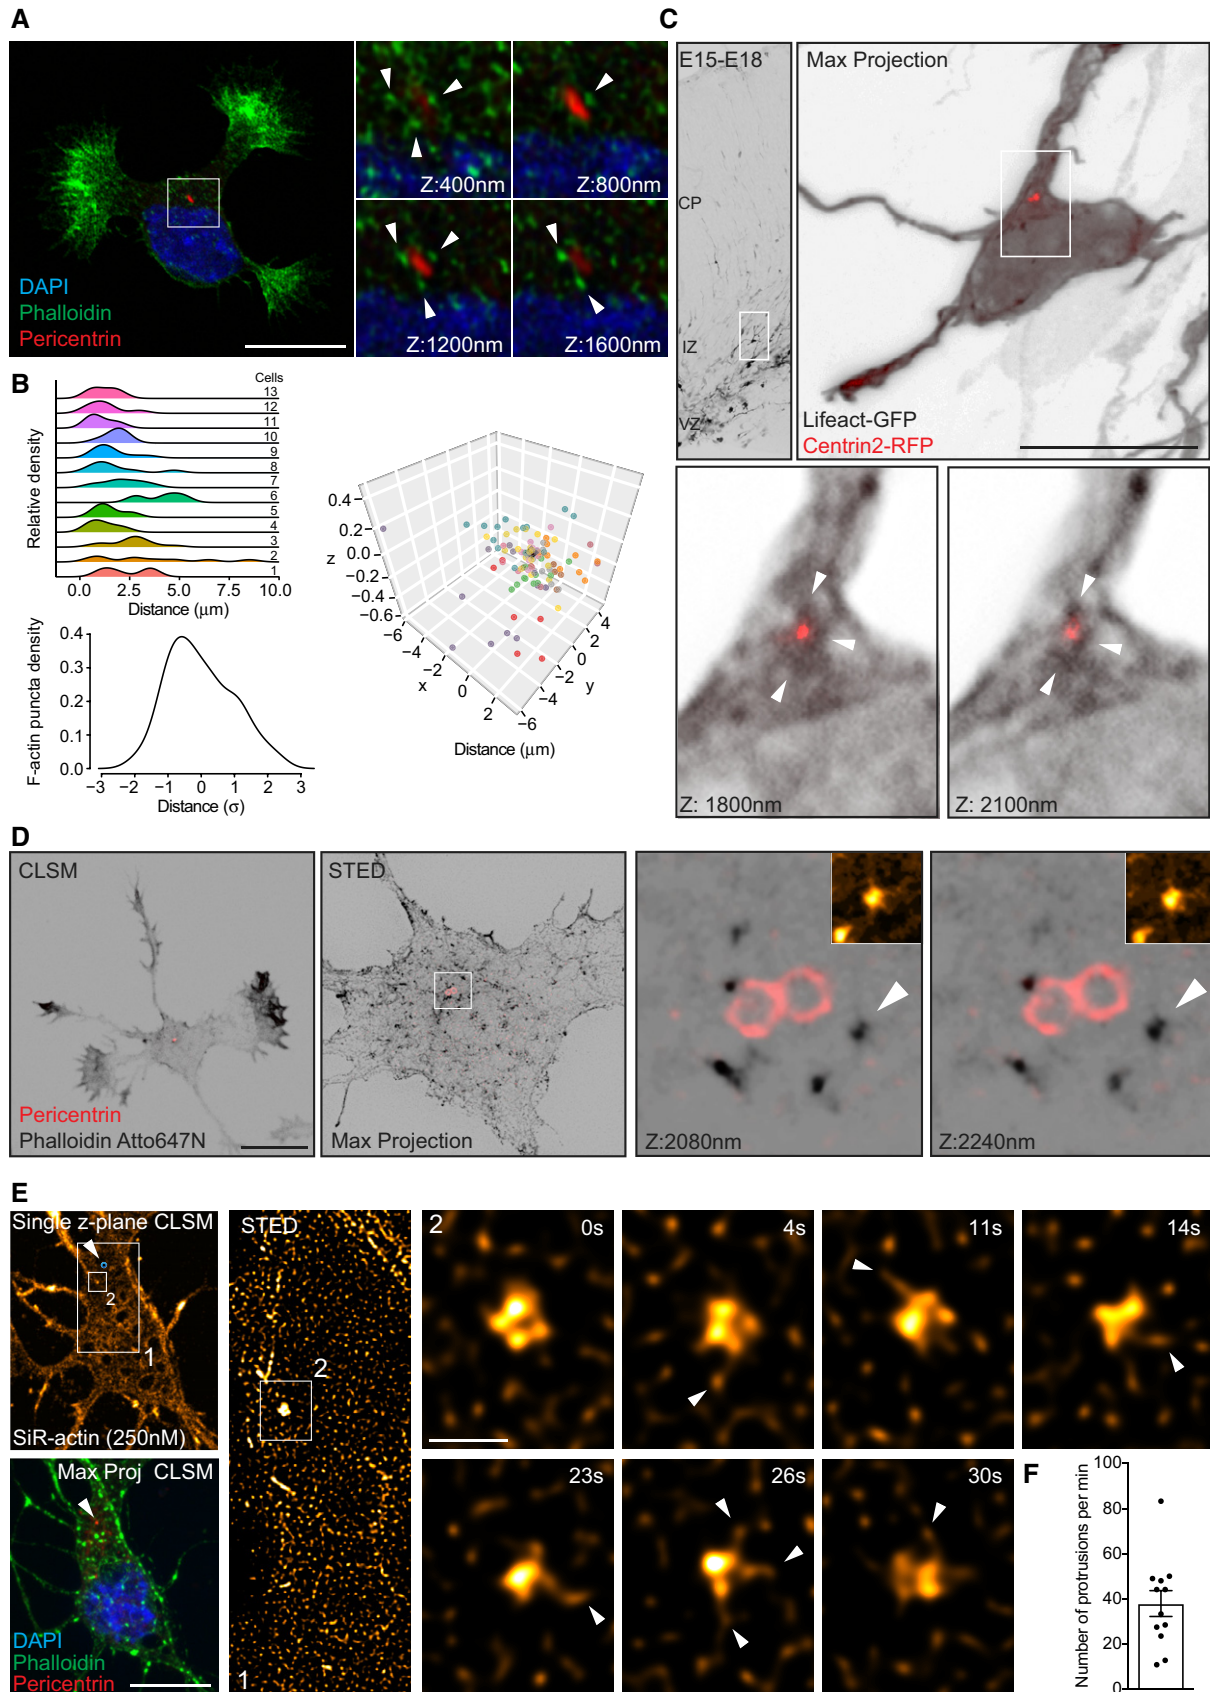 A
DAPI
Phalloidin
Pericentrin
Z:400nm
Z:800nm
Z:1200nm
Z:1600nm
B
Relative density
Cells
13
12
11
10
9
8
7
6
5
4
3
2
1
0.0 2.5 5.0 7.5 10.0
Distance (μm)
F-actin puncta density
0.4
0.3
0.2
0.1
0.0
−3 −2 −1 0 1 2 3
Distance (σ)
z
0.4
0.2
0.0
−0.2
−0.4
−0.6
−6 −4 −2 0 2
x
−6 −4 −2 0 2 4
y
Distance (μm)
C
E15-E18
CP
IZ
VZ
Max Projection
Lifeact-GFP
Centrin2-RFP
Z: 1800nm
Z: 2100nm
D
CLSM
Pericentrin
Phalloidin Atto647N
STED
Max Projection
Z:2080nm
Z:2240nm
E
Single z-plane CLSM
2
1
SiR-actin (250nM)
Max Proj CLSM
DAPI
Phalloidin
Pericentrin
STED
2
1
2
0s
4s
11s
14s
23s
26s
30s
F
Number of protrusions per min
100
80
60
40
20
0